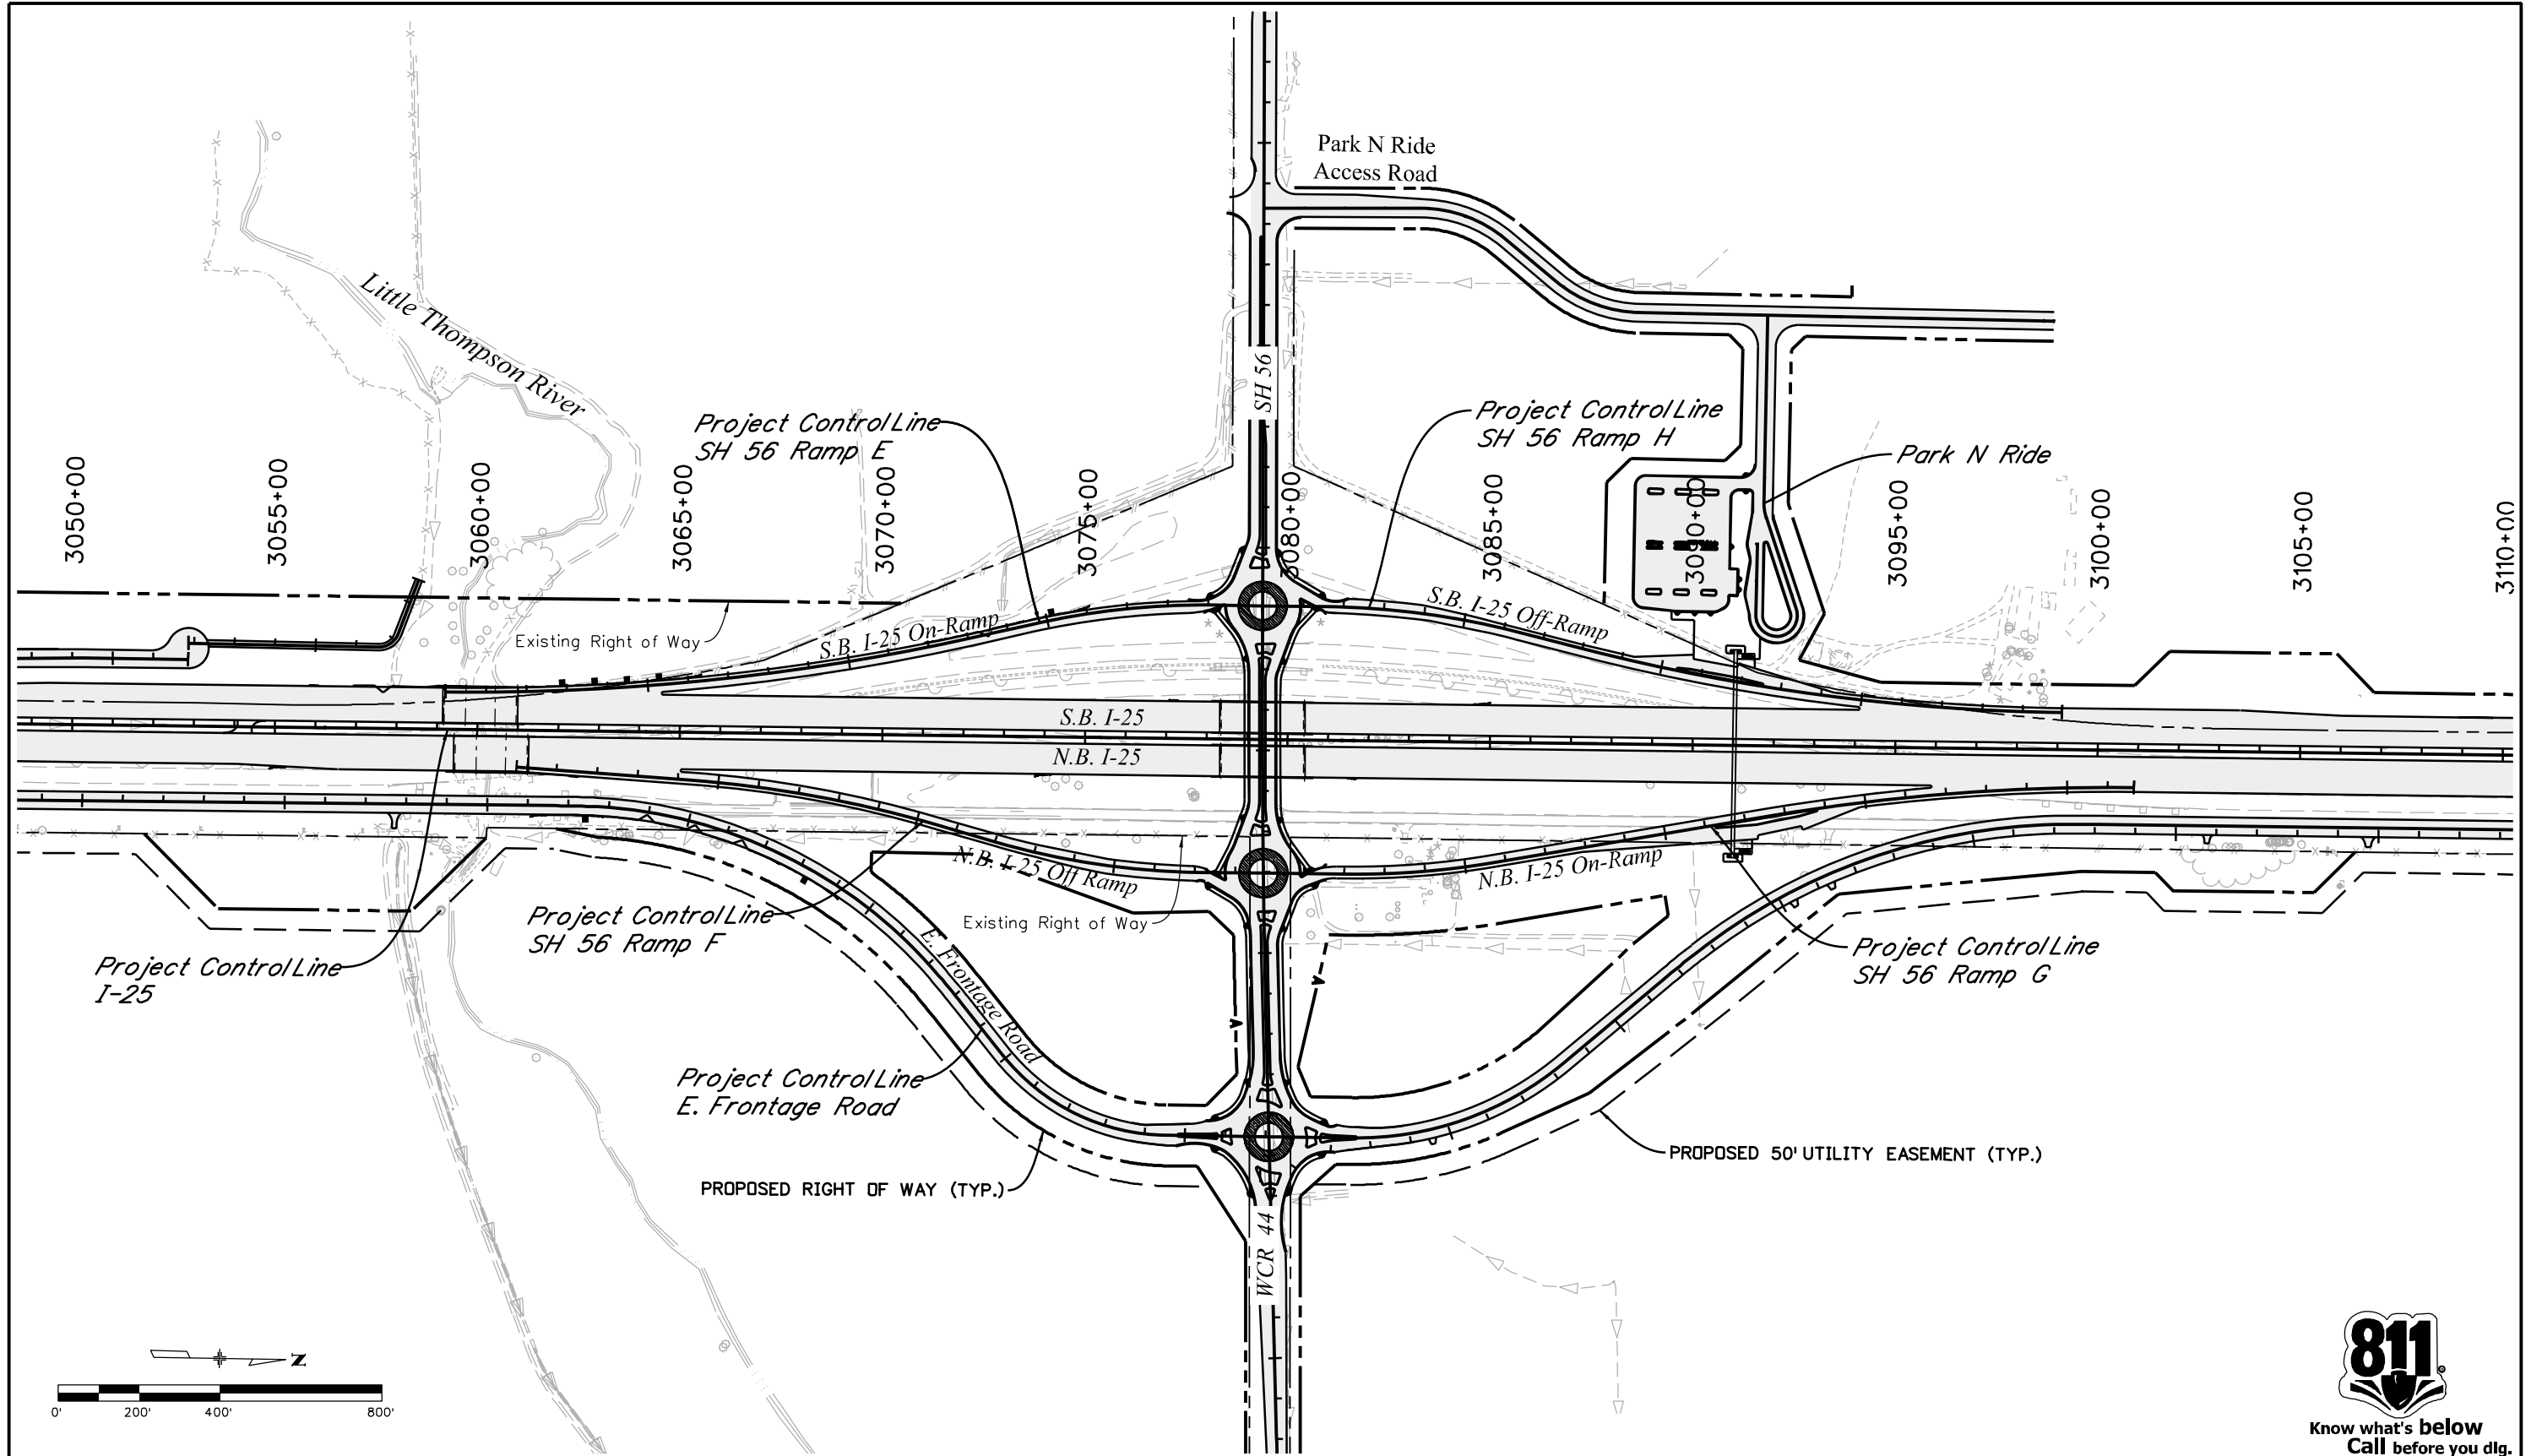 Park N Ride
Access Road
Little Thompson River
SH 56
Project Control Line
SH 56 Ramp E
Project Control Line
SH 56 Ramp H
Park N Ride
3050+00
3055+00
3060+00
3065+00
3070+00
3075+00
3080+00
3085+00
3090+00
3095+00
3100+00
3105+00
3110+00
Existing Right of Way
S.B. I-25 On-Ramp
S.B. I-25 Off-Ramp
S.B. I-25
N.B. I-25
N.B. I-25 Off Ramp
N.B. I-25 On-Ramp
Existing Right of Way
Project Control Line
SH 56 Ramp F
Project Control Line
I-25
E. Frontage Road
Project Control Line
SH 56 Ramp G
Project Control Line
E. Frontage Road
PROPOSED RIGHT OF WAY (TYP.)
PROPOSED 50' UTILITY EASEMENT (TYP.)
WCR 44
N
0' 200' 400' 800'
811
Know what's below
Call before you dig.